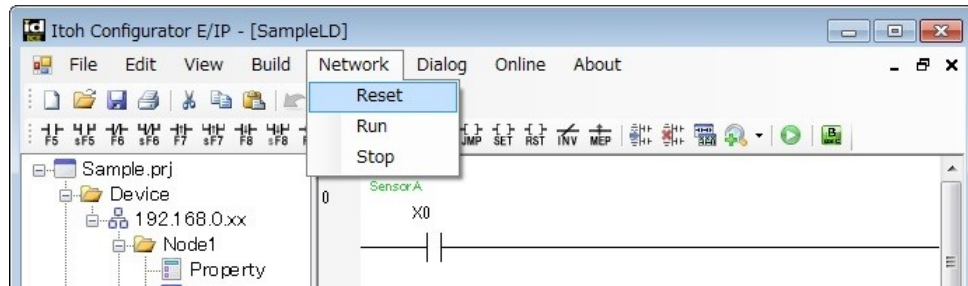 Itoh Configurator E/IP - [SampleLD]
File Edit View Build Network Dialog Online About
Reset
Run
Stop
F5 sF5 F6 sF6 F7 sF7 F8 sF8 JMP SET RST INV MEP
Sample.prj
Device
192.168.0.xx
Node1
Property
0
SensorA
X0